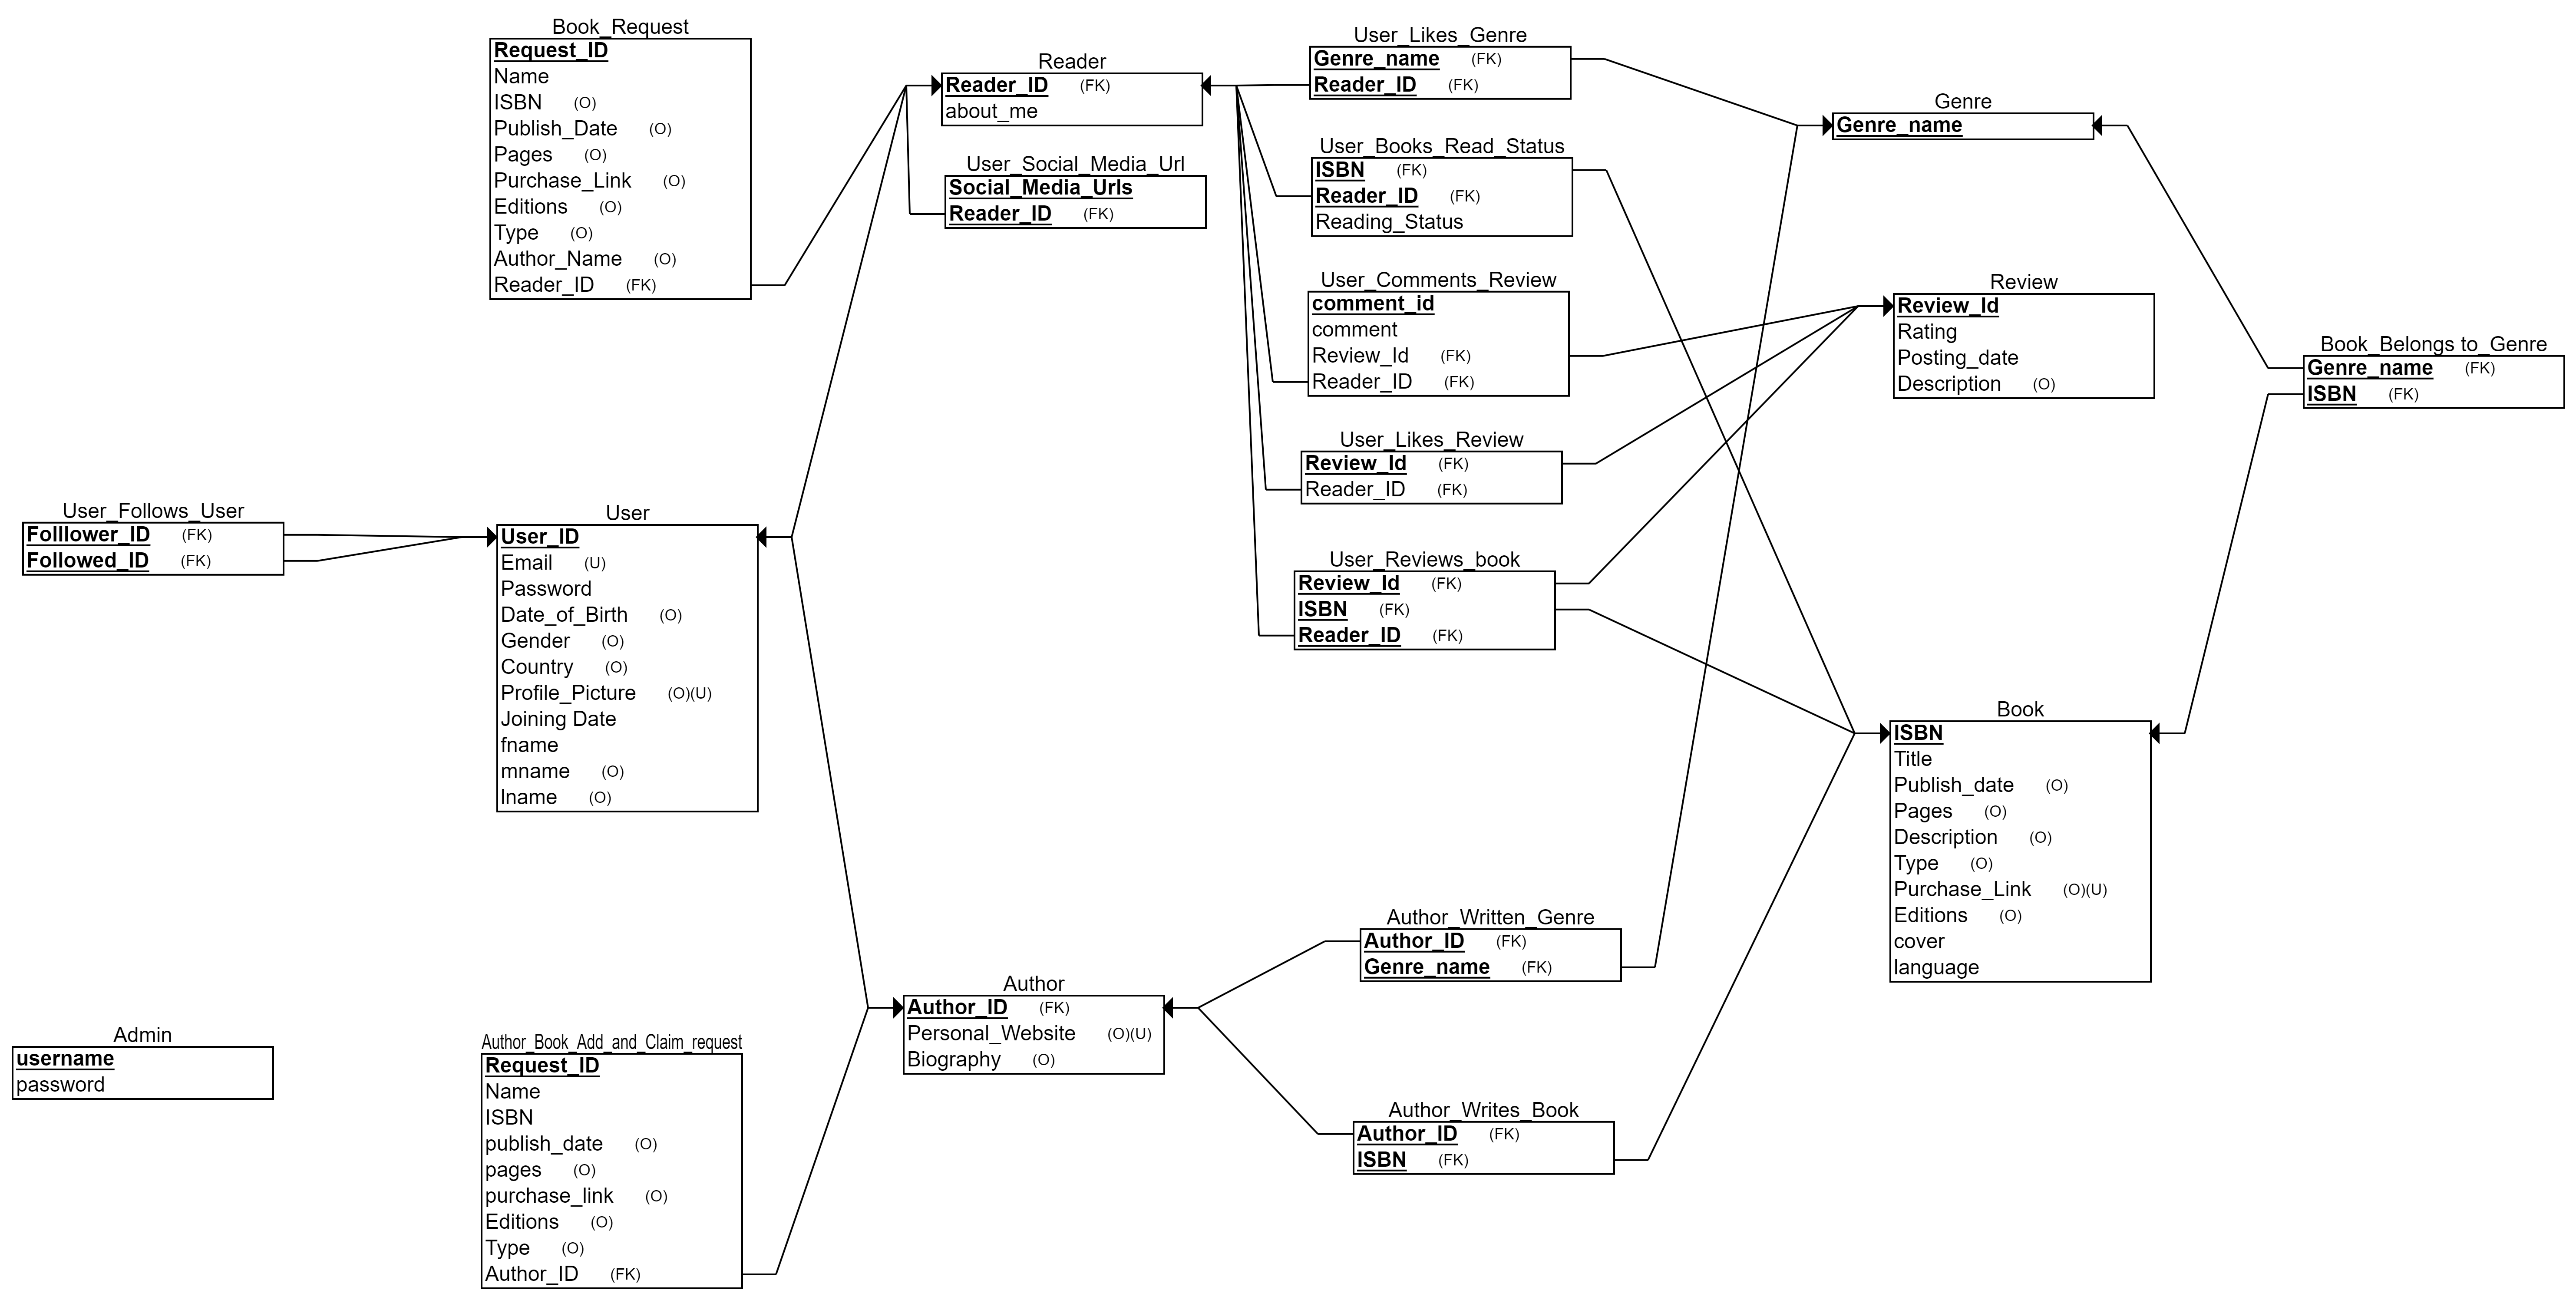 Book_Request
Request_ID
Name
ISBN (O)
Publish_Date (O)
Pages (O)
Purchase_Link (O)
Editions (O)
Type (O)
Author_Name (O)
Reader_ID (FK)
Reader
Reader_ID (FK)
about_me
User_Social_Media_Url
Social_Media_Urls
Reader_ID (FK)
User_Likes_Genre
Genre_name (FK)
Reader_ID (FK)
User_Books_Read_Status
ISBN (FK)
Reader_ID (FK)
Reading_Status
User_Comments_Review
comment_id
comment
Review_Id (FK)
Reader_ID (FK)
User_Likes_Review
Review_Id (FK)
Reader_ID (FK)
User_Reviews_book
Review_Id (FK)
ISBN (FK)
Reader_ID (FK)
Genre
Genre_name
Review
Review_Id
Rating
Posting_date
Description (O)
Book_Belongs to_Genre
Genre_name (FK)
ISBN (FK)
User_Follows_User
Folllower_ID (FK)
Followed_ID (FK)
User
User_ID
Email (U)
Password
Date_of_Birth (O)
Gender (O)
Country (O)
Profile_Picture (O)(U)
Joining Date
fname
mname (O)
lname (O)
Book
ISBN
Title
Publish_date (O)
Pages (O)
Description (O)
Type (O)
Purchase_Link (O)(U)
Editions (O)
cover
language
Admin
username
password
Author_Book_Add_and_Claim_request
Request_ID
Name
ISBN
publish_date (O)
pages (O)
purchase_link (O)
Editions (O)
Type (O)
Author_ID (FK)
Author
Author_ID (FK)
Personal_Website (O)(U)
Biography (O)
Author_Written_Genre
Author_ID (FK)
Genre_name (FK)
Author_Writes_Book
Author_ID (FK)
ISBN (FK)